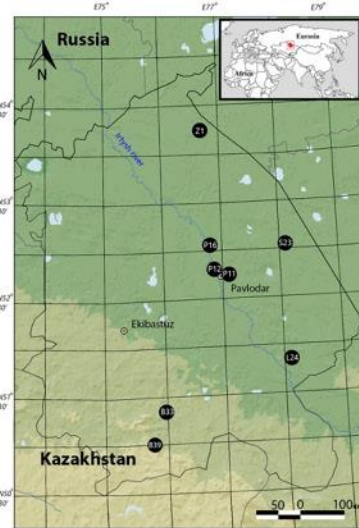 E75°
E77°
E79°
Russia
Eurasia
Africa
N
Irtysh river
Z1
P16
S23
P12
P11
Pavlodar
Ekibastuz
L24
B33
B39
Kazakhstan
50 0 100